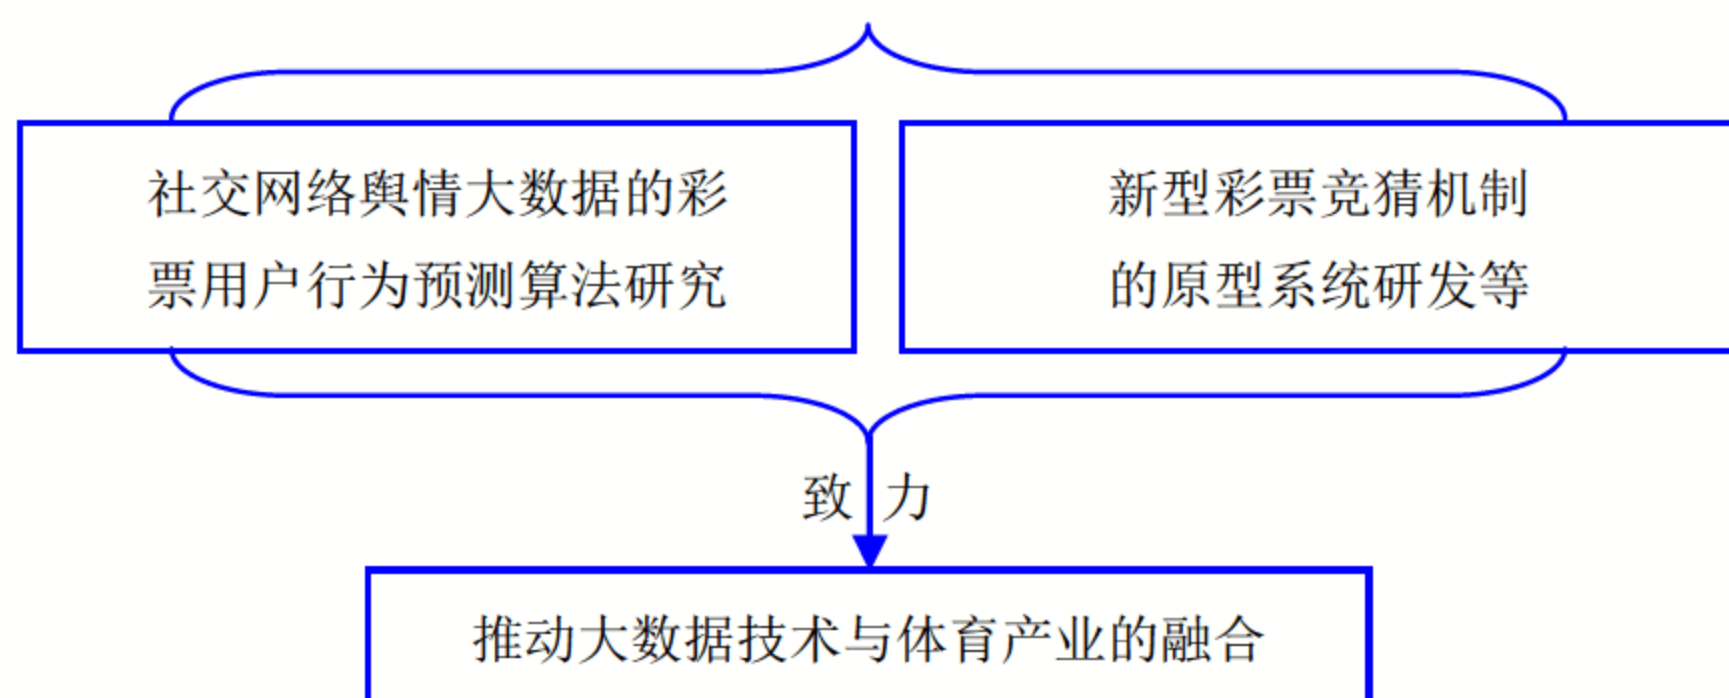 社交网络舆情大数据的彩
票用户行为预测算法研究
新型彩票竞猜机制
的原型系统研发等
致 力
推动大数据技术与体育产业的融合